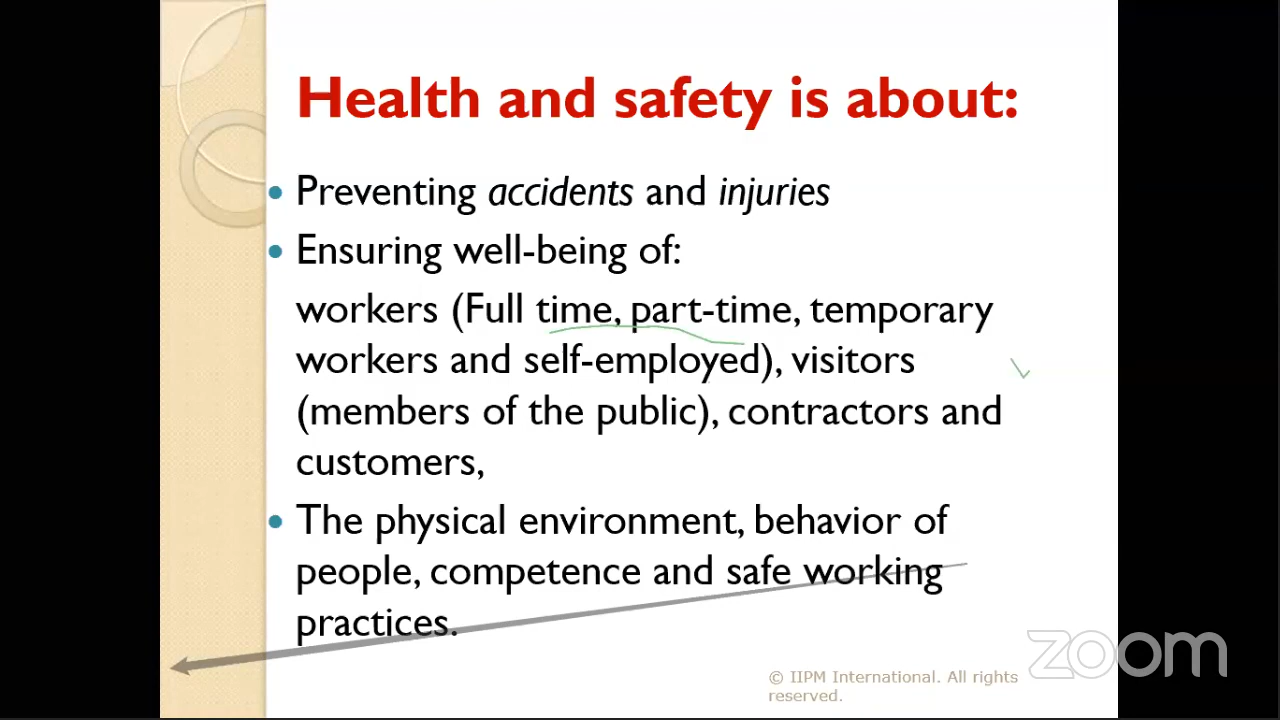 Health and safety is about:
• Preventing accidents and injuries
• Ensuring well-being of:
workers (Full time, part-time, temporary
workers and self-employed), visitors
(members of the public), contractors and
customers,
• The physical environment, behavior of
people, competence and safe working
practices.
zoom
© IIPM International. All rights
reserved.